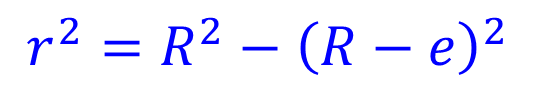 r² = R² − (R − e)²